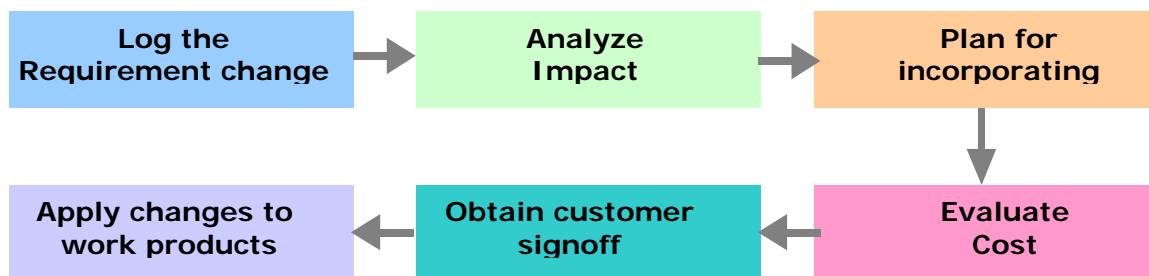 Log the
Requirement change
Analyze
Impact
Plan for
incorporating
Evaluate
Cost
Obtain customer
signoff
Apply changes to
work products